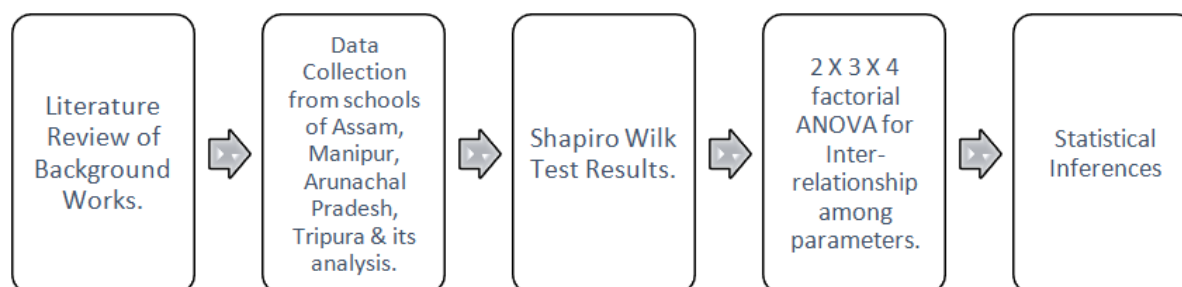 Literature
Review of
Background
Works.
Data
Collection
from schools
of Assam,
Manipur,
Arunachal
Pradesh,
Tripura & its
analysis.
Shapiro Wilk
Test Results.
2 X 3 X 4
factorial
ANOVA for
Inter-
relationship
among
parameters.
Statistical
Inferences